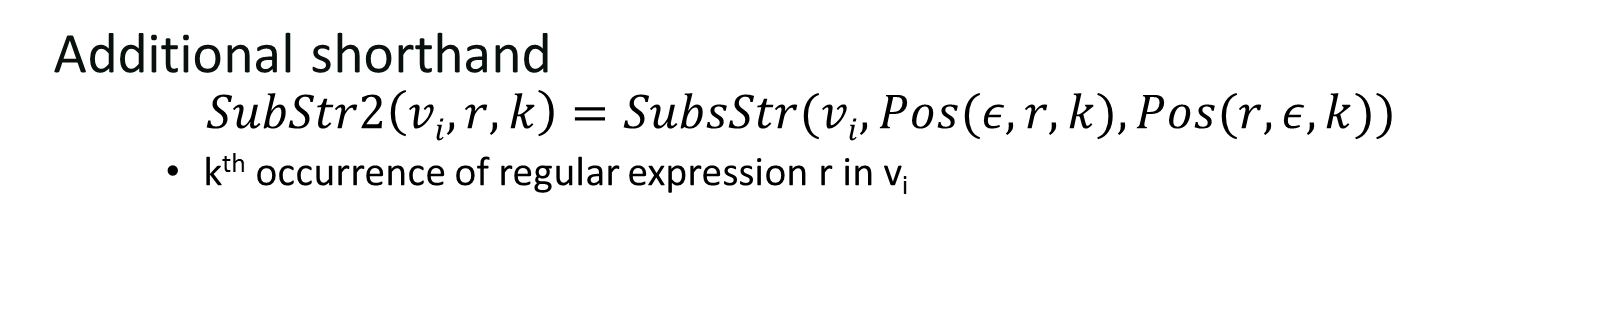 Additional shorthand
SubStr2(vᵢ, r, k) = SubsStr(vᵢ, Pos(ϵ, r, k), Pos(r, ϵ, k))
• kᵗʰ occurrence of regular expression r in vᵢ